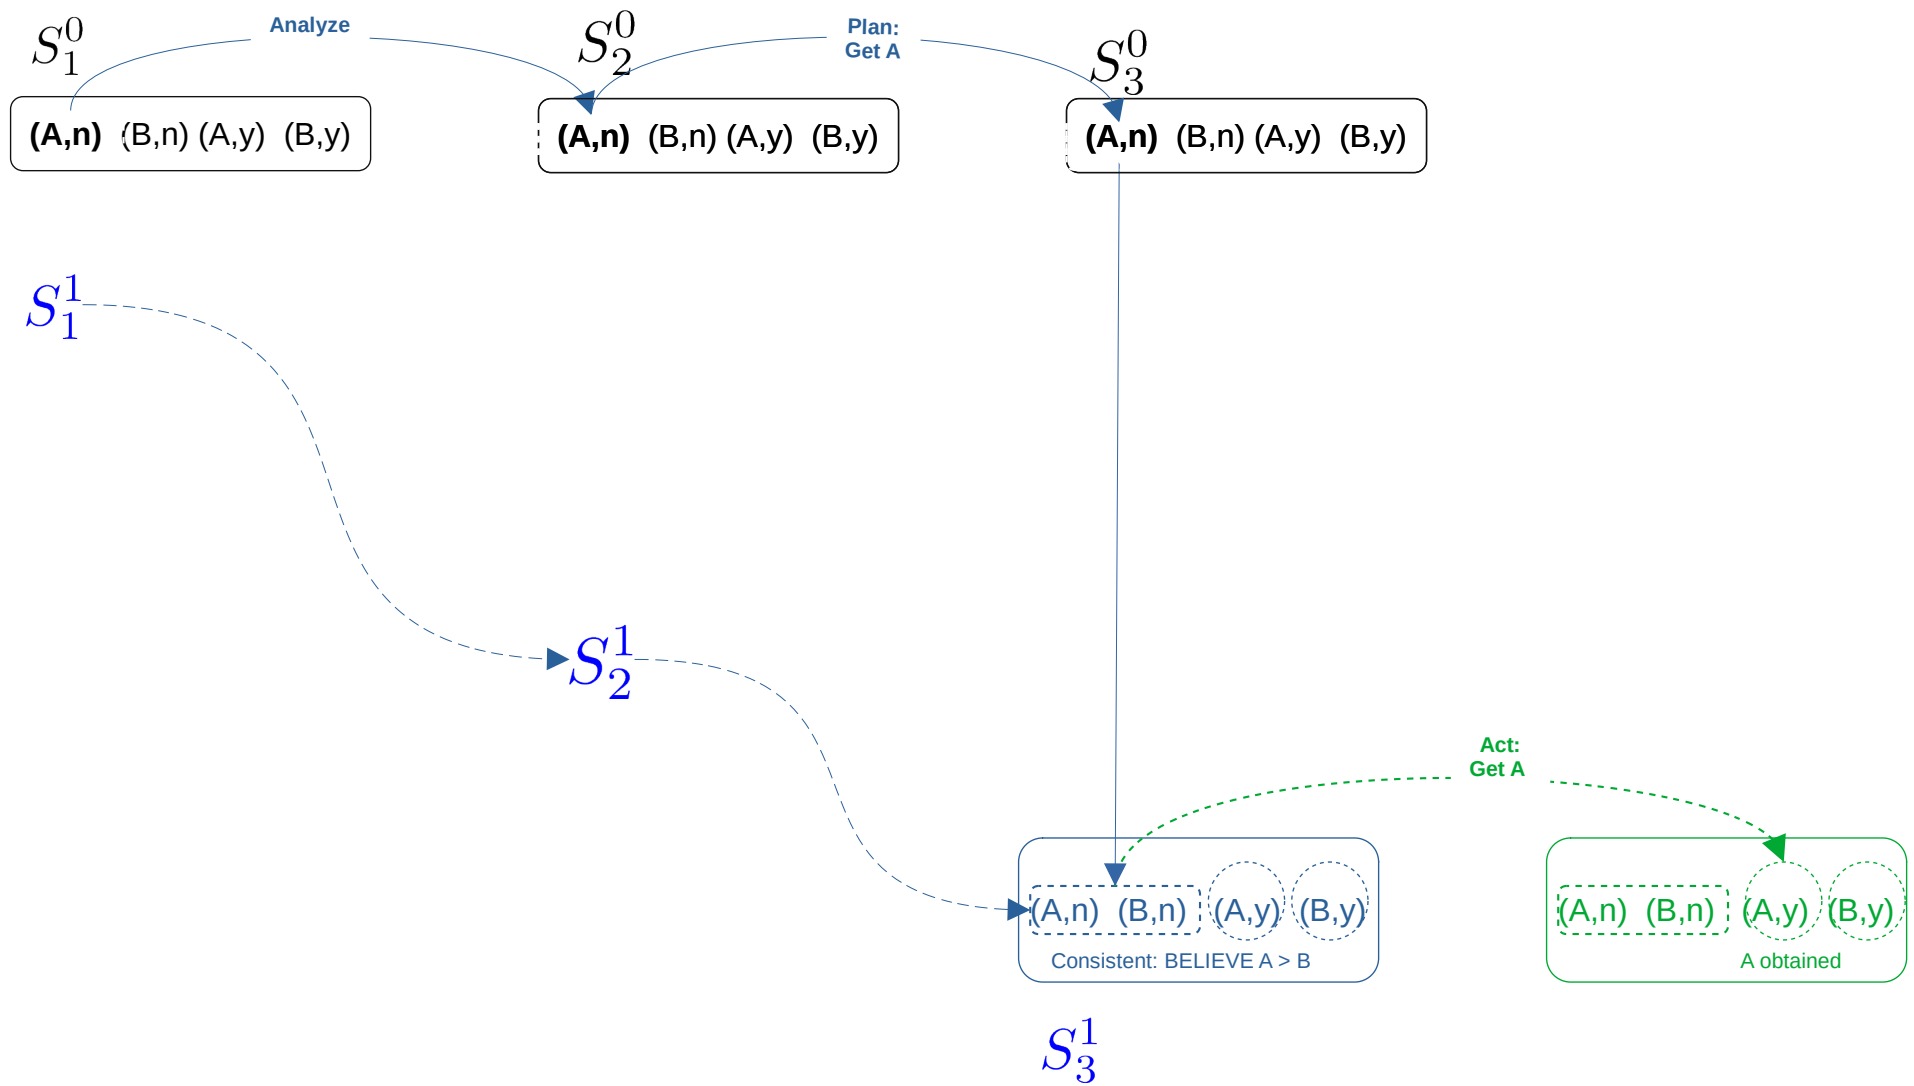 S_1^0
Analyze
S_2^0
Plan:
Get A
S_3^0
(A,n) (B,n) (A,y) (B,y)
(A,n) (B,n) (A,y) (B,y)
(A,n) (B,n) (A,y) (B,y)
S_1^1
S_2^1
Act:
Get A
(A,n) (B,n) (A,y) (B,y)
Consistent: BELIEVE A > B
(A,n) (B,n) (A,y) (B,y)
A obtained
S_3^1